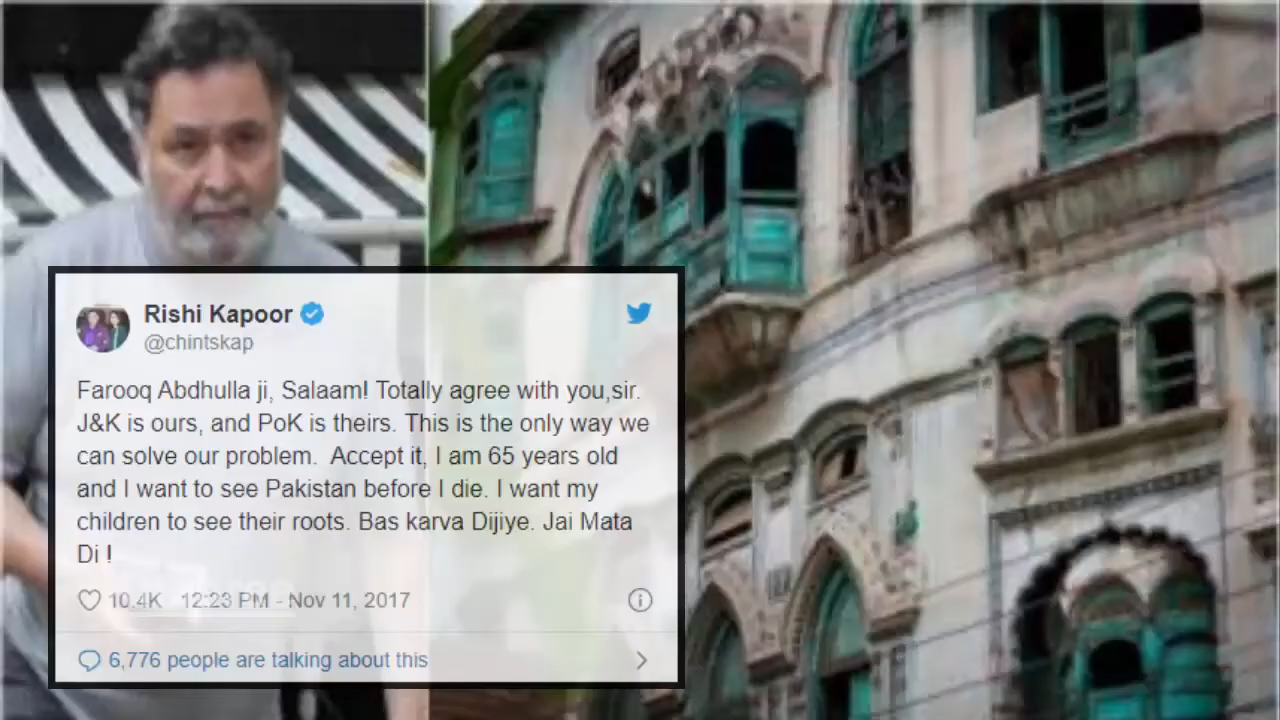 Rishi Kapoor
@chintskap
Farooq Abdhulla ji, Salaam! Totally agree with you,sir.
J&K is ours, and PoK is theirs. This is the only way we
can solve our problem.  Accept it, I am 65 years old
and I want to see Pakistan before I die. I want my
children to see their roots. Bas karva Dijiye. Jai Mata
Di !
10.4K 12:23 PM - Nov 11, 2017
6,776 people are talking about this